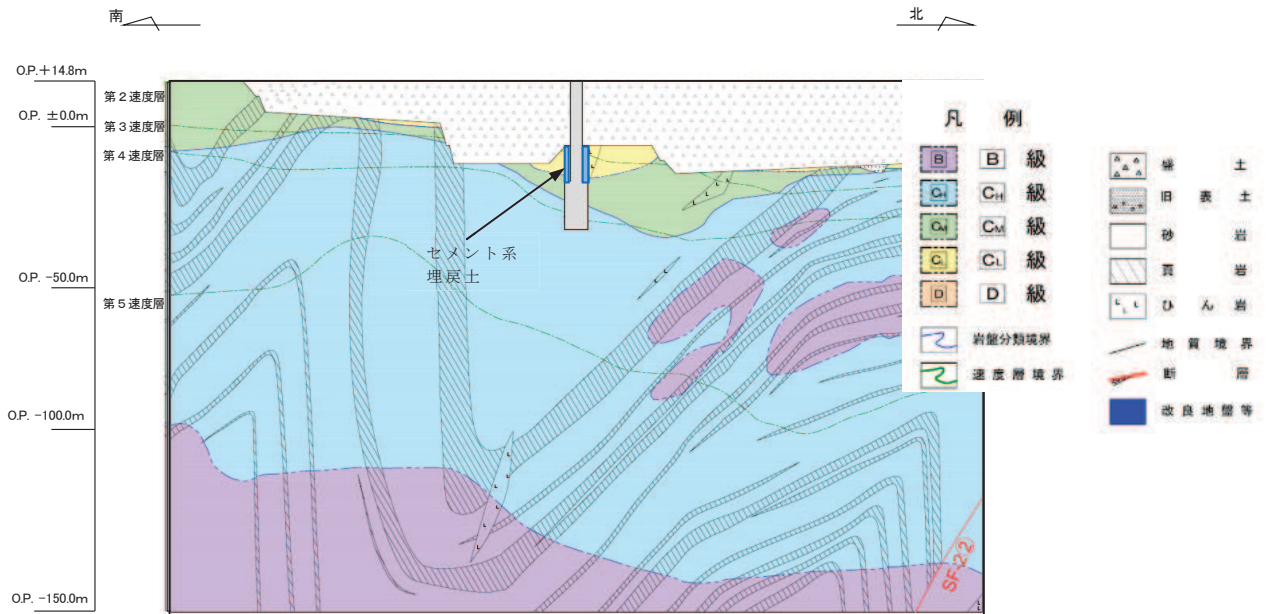 南
北
O.P.+14.8m
第2速度層
O.P. ±0.0m
第3速度層
O.P. -5.0m
第4速度層
セメント系
埋戻土
O.P. -50.0m
第5速度層
O.P. -100.0m
O.P. -150.0m
SF-2②
凡 例
B B 級
CH CH 級
CM CM 級
CL CL 級
D D 級
岩盤分類境界
速度層境界
盛 土
旧 表 土
砂 岩
頁 岩
ひ ん 岩
地 質 境 界
断 層
改 良 地 盤 等